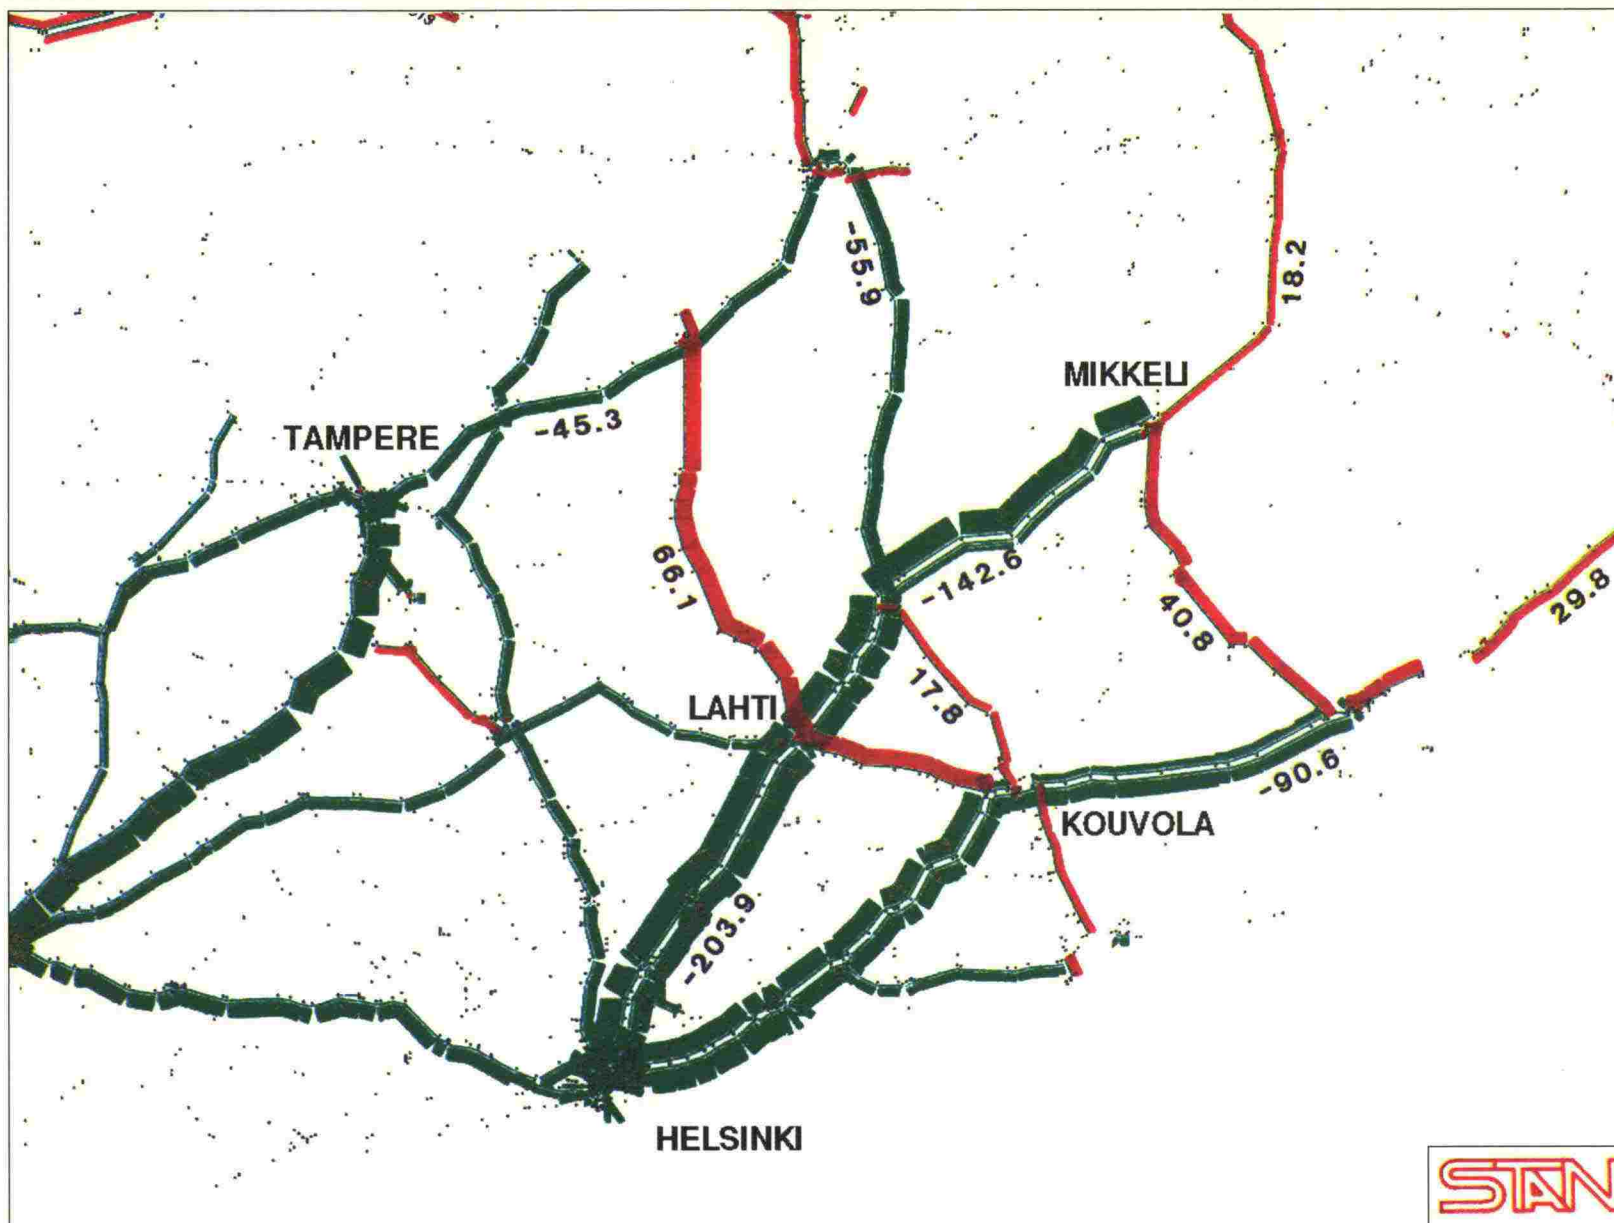 -55.9
18.2
MIKKELI
-45.3
TAMPERE
66.1
-142.6
40.8
29.8
17.8
LAHTI
-90.6
KOUVOLA
-203.9
HELSINKI
STAN